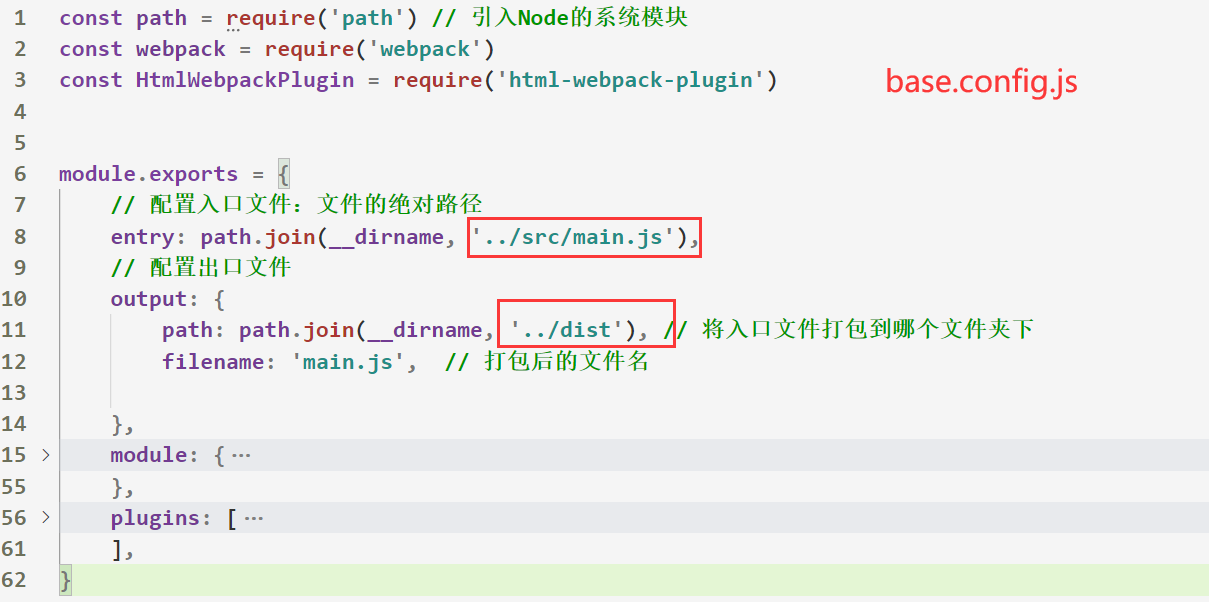 1 const path = require('path') // 引入Node的系统模块
2 const webpack = require('webpack')
3 const HtmlWebpackPlugin = require('html-webpack-plugin')
base.config.js
4
5
6 module.exports = {
7 // 配置入口文件：文件的绝对路径
8 entry: path.join(__dirname, '../src/main.js'),
9 // 配置出口文件
10 output: {
11 path: path.join(__dirname, '../dist'), // 将入口文件打包到哪个文件夹下
12 filename: 'main.js', // 打包后的文件名
13
14 },
15 > module: { ···
55 },
56 > plugins: [ ···
61 ],
62 }